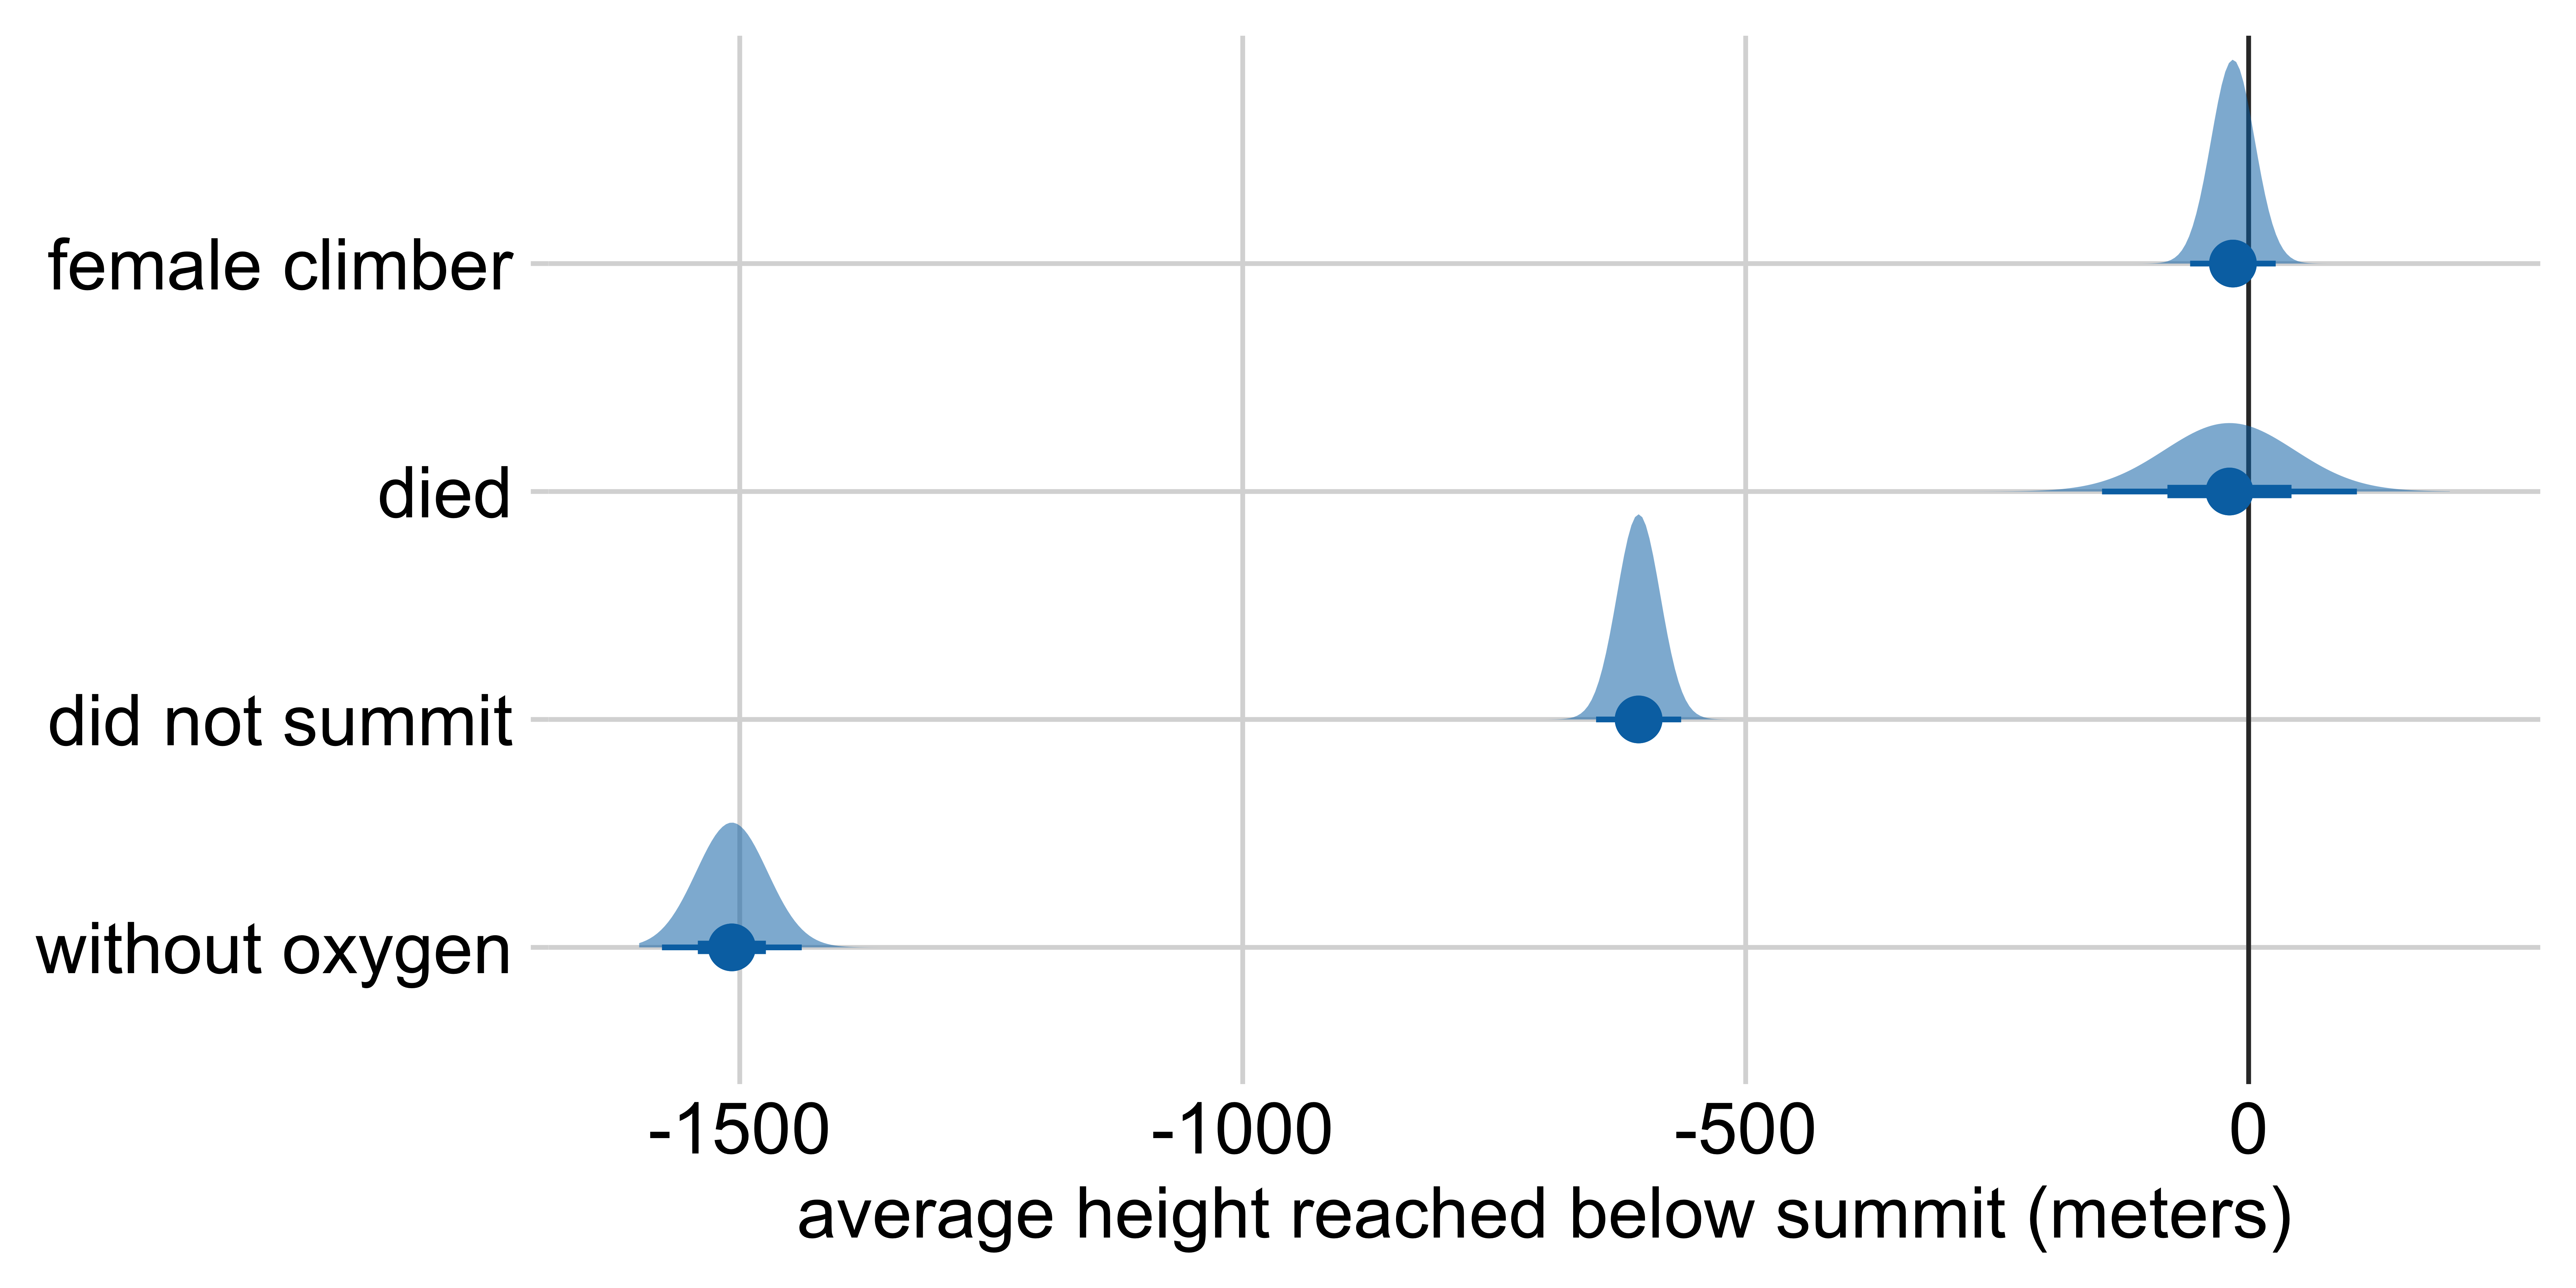 female climber
died
did not summit
without oxygen
-1500 -1000 -500 0
average height reached below summit (meters)